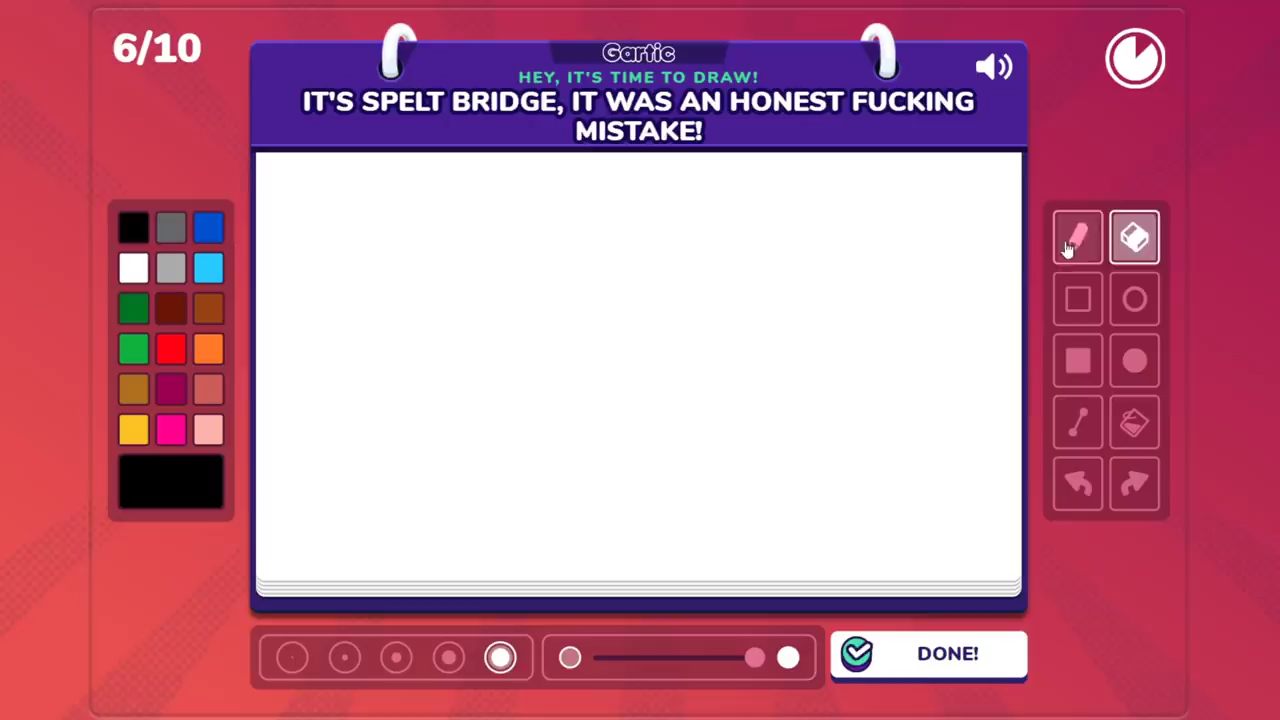 6/10
Gartic
HEY, IT'S TIME TO DRAW!
IT'S SPELT BRIDGE, IT WAS AN HONEST FUCKING
MISTAKE!
DONE!